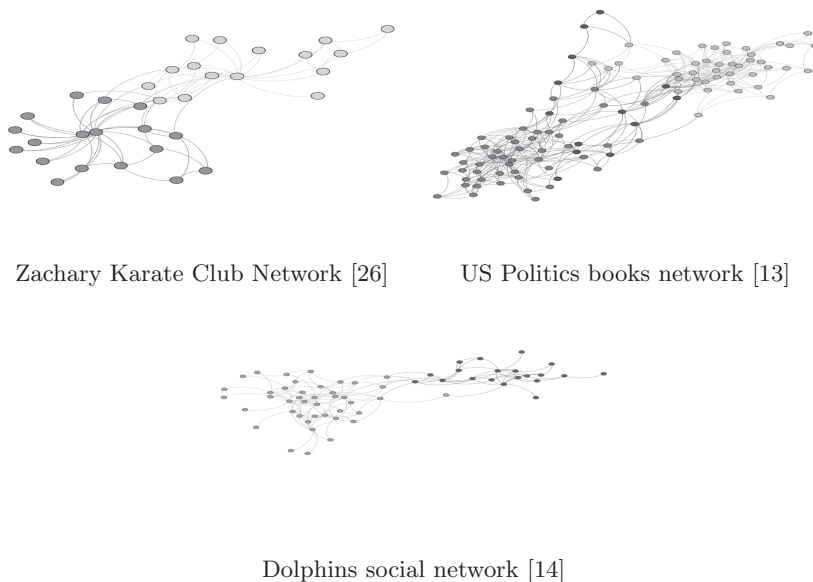 Zachary Karate Club Network [26]
US Politics books network [13]
Dolphins social network [14]